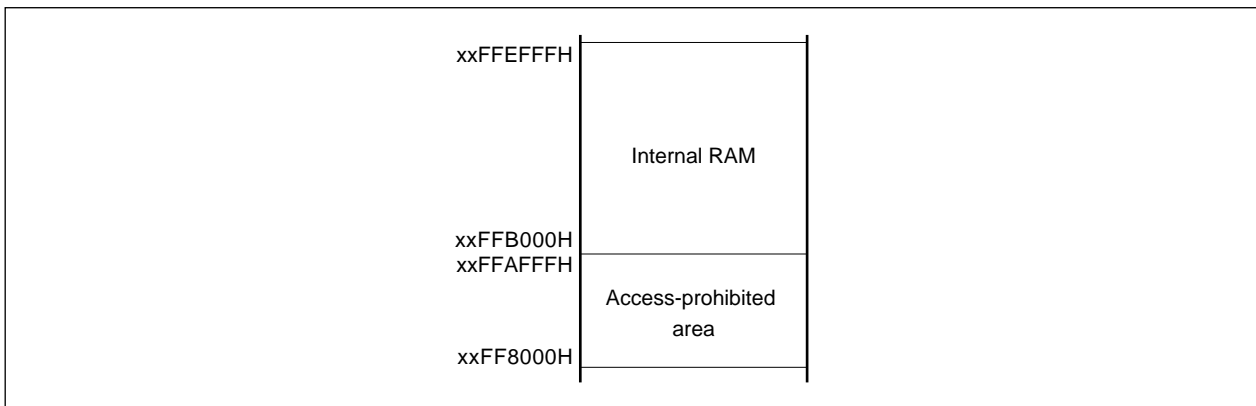 xxFFEFFFH
Internal RAM
xxFFB000H
xxFFAFFFH
Access-prohibited
area
xxFF8000H